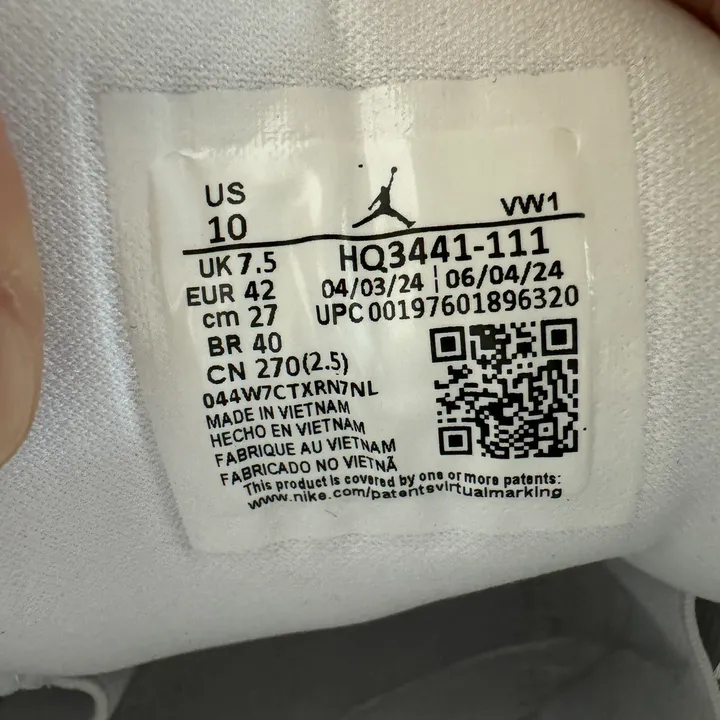 US
10
VW1
UK 7.5
EUR 42
cm 27
BR 40
CN 270(2.5)
HQ3441-111
04/03/24 | 06/04/24
UPC 00197601896320
044W7CTXRN7NL
MADE IN VIETNAM
HECHO EN VIETNAM
FABRIQUE AU VIETNAM
FABRICADO NO VIETNÃ
This product is covered by one or more patents:
www.nike.com/patentsvirtualmarking